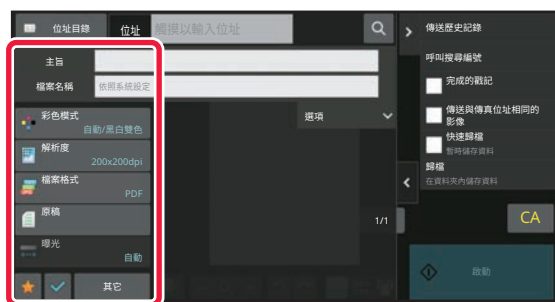 位址目錄
位址
觸摸以輸入位址
傳送歷史記錄
主旨
呼叫搜尋編號
檔案名稱
依照系統設定
完成的戳記
彩色模式
自動/黑白雙色
選項
傳送與傳真位址相同的
影像
解析度
200x200dpi
快速歸檔
暫時儲存資料
檔案格式
PDF
歸檔
在資料夾內儲存資料
原稿
1/1
CA
曝光
自動
其它
啟動